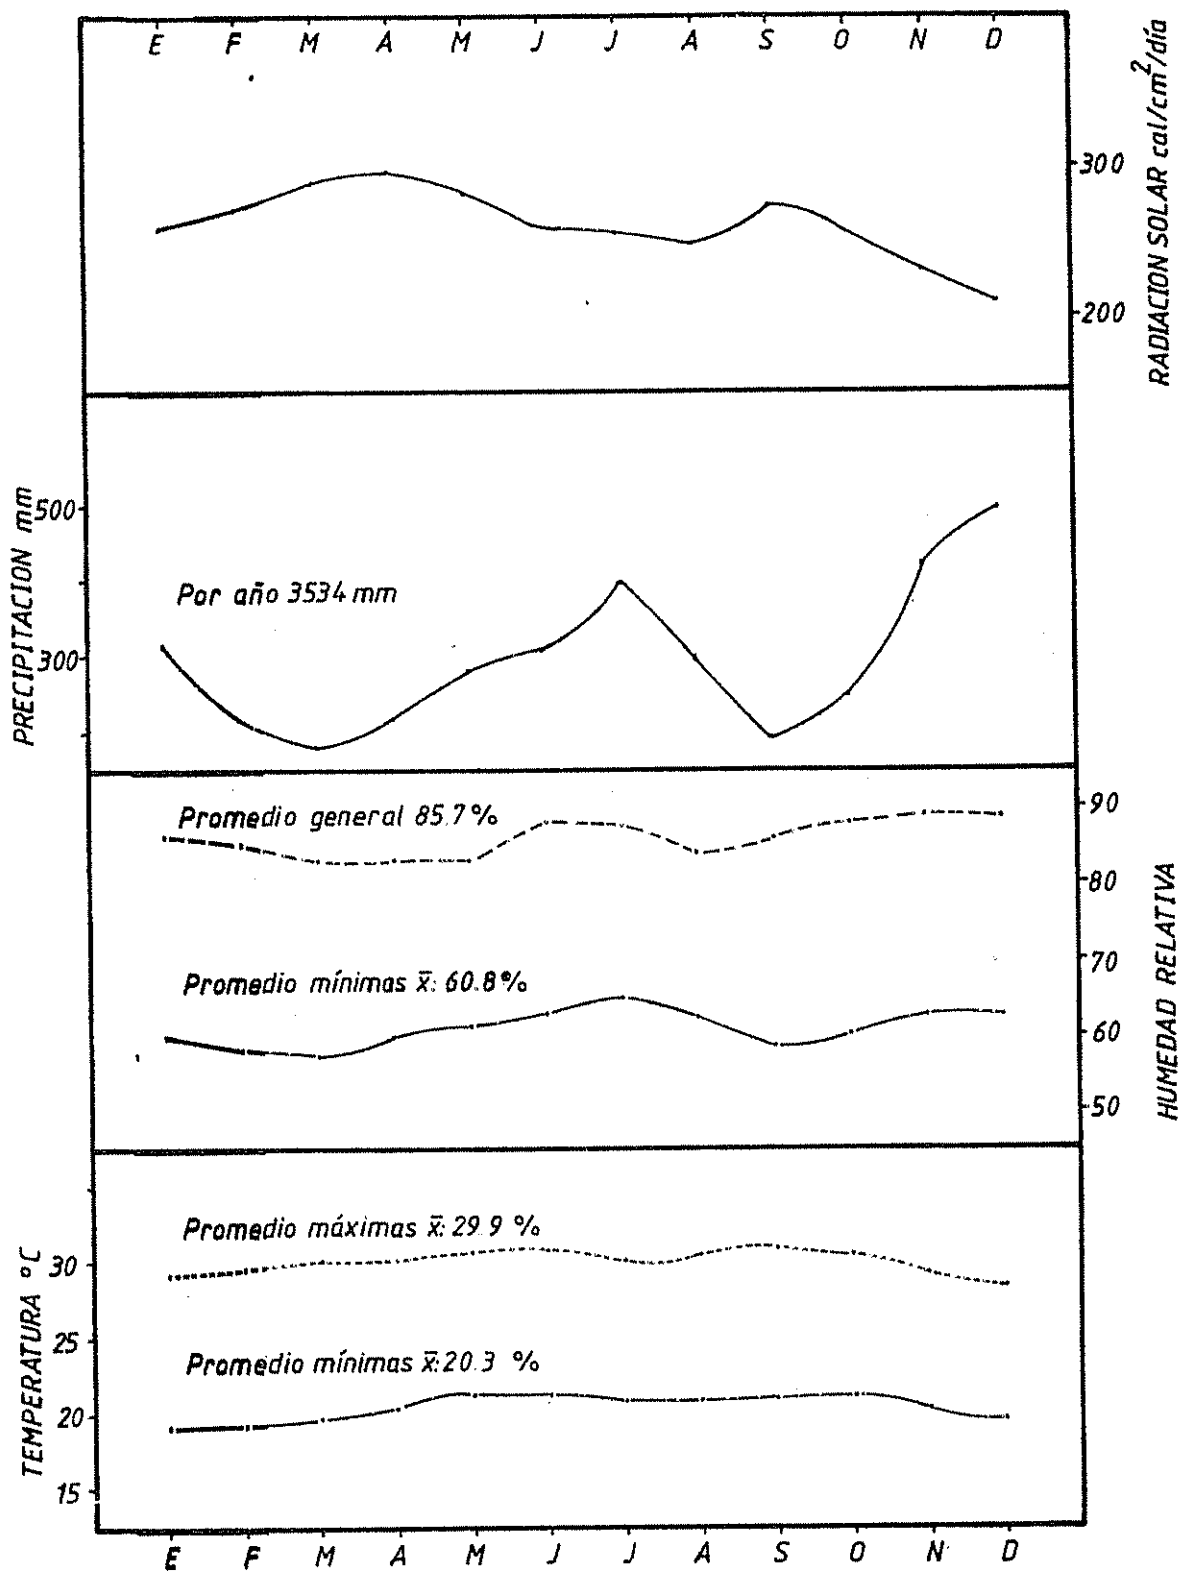 E F M A M J J A S O N D
RADIACION SOLAR cal/cm²/día
300
200
PRECIPITACION mm
500
300
Por año 3534 mm
HUMEDAD RELATIVA
90
80
70
60
50
Promedio general 85.7%
Promedio mínimas x̄: 60.8%
TEMPERATURA °C
30
25
20
15
Promedio máximas x̄: 29.9 %
Promedio mínimas x̄: 20.3 %
E F M A M J J A S O N D